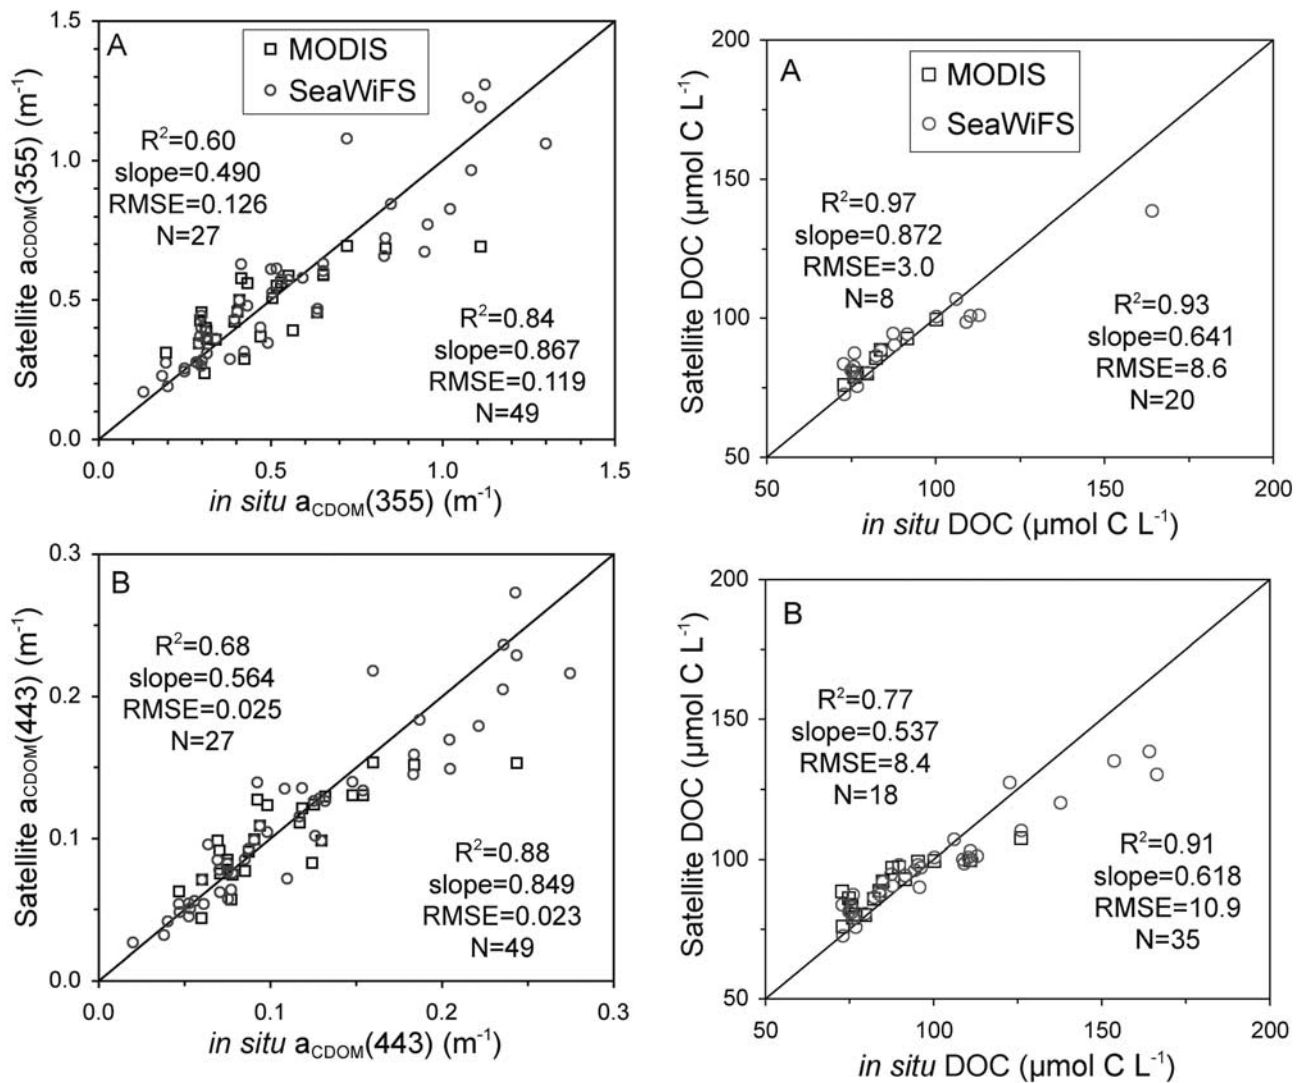 A
MODIS
SeaWiFS
R²=0.60
slope=0.490
RMSE=0.126
N=27
R²=0.84
slope=0.867
RMSE=0.119
N=49
1.5
1.0
0.5
0.0
0.0 0.5 1.0 1.5
Satellite aCDOM(355) (m⁻¹)
in situ aCDOM(355) (m⁻¹)
A
MODIS
SeaWiFS
R²=0.97
slope=0.872
RMSE=3.0
N=8
R²=0.93
slope=0.641
RMSE=8.6
N=20
200
150
100
50
50 100 150 200
Satellite DOC (µmol C L⁻¹)
in situ DOC (µmol C L⁻¹)
B
R²=0.68
slope=0.564
RMSE=0.025
N=27
R²=0.88
slope=0.849
RMSE=0.023
N=49
0.3
0.2
0.1
0.0
0.0 0.1 0.2 0.3
Satellite aCDOM(443) (m⁻¹)
in situ aCDOM(443) (m⁻¹)
B
R²=0.77
slope=0.537
RMSE=8.4
N=18
R²=0.91
slope=0.618
RMSE=10.9
N=35
200
150
100
50
50 100 150 200
Satellite DOC (µmol C L⁻¹)
in situ DOC (µmol C L⁻¹)